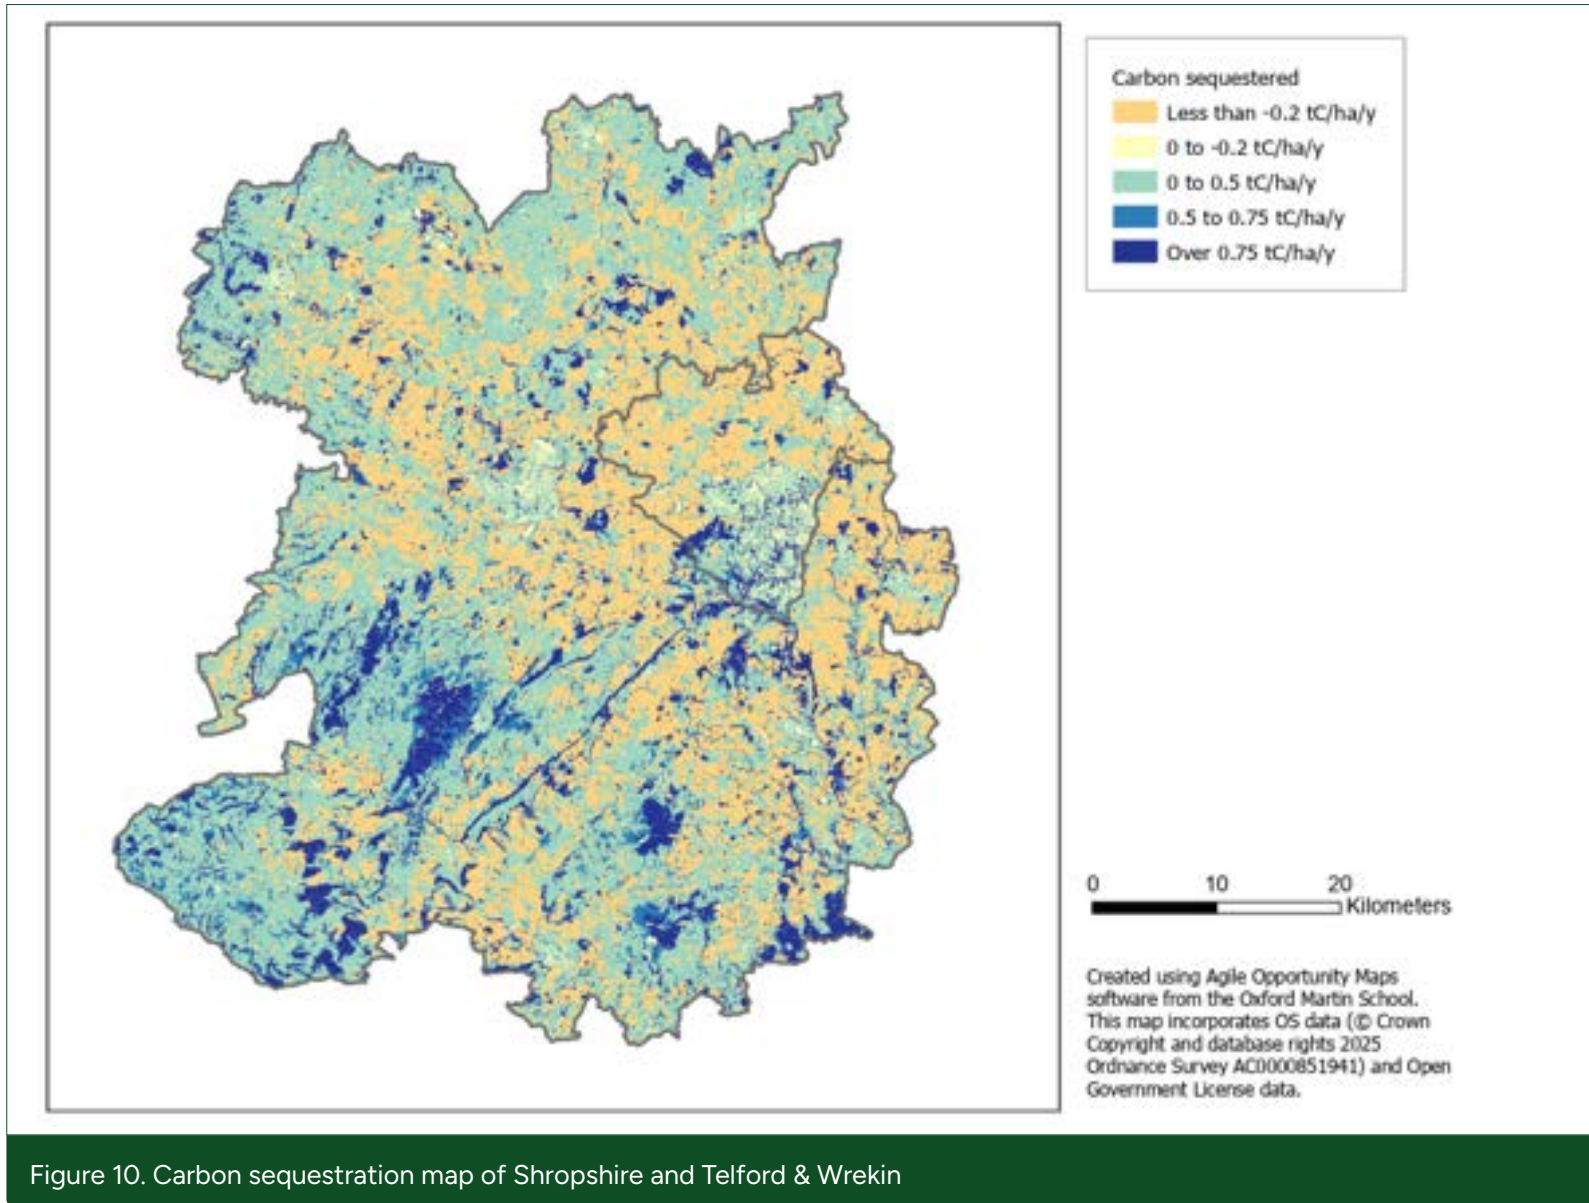 Carbon sequestered
Less than -0.2 tC/ha/y
0 to -0.2 tC/ha/y
0 to 0.5 tC/ha/y
0.5 to 0.75 tC/ha/y
Over 0.75 tC/ha/y
0 10 20
Kilometers
Created using Agile Opportunity Maps
software from the Oxford Martin School.
This map incorporates OS data (© Crown
Copyright and database rights 2025
Ordnance Survey AC0000851941) and Open
Government License data.
Figure 10. Carbon sequestration map of Shropshire and Telford & Wrekin